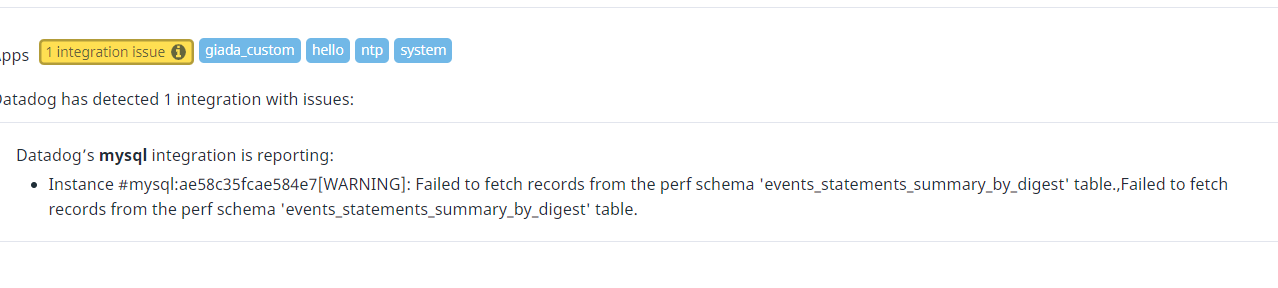 pps 1 integration issue giada_custom hello ntp system
Datadog has detected 1 integration with issues:
Datadog's mysql integration is reporting:
Instance #mysql:ae58c35fcae584e7[WARNING]: Failed to fetch records from the perf schema 'events_statements_summary_by_digest' table.,Failed to fetch
records from the perf schema 'events_statements_summary_by_digest' table.